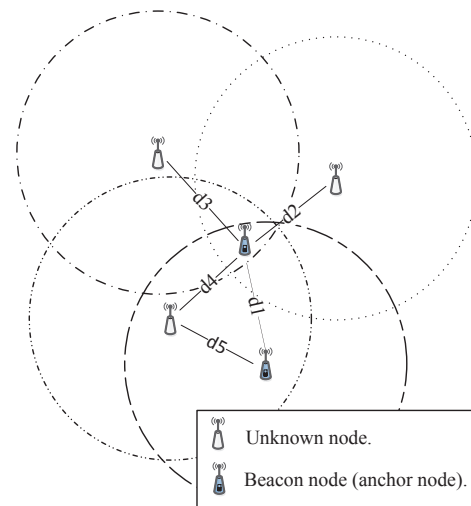 d3
d2
d4
d1
d5
Unknown node.
Beacon node (anchor node).